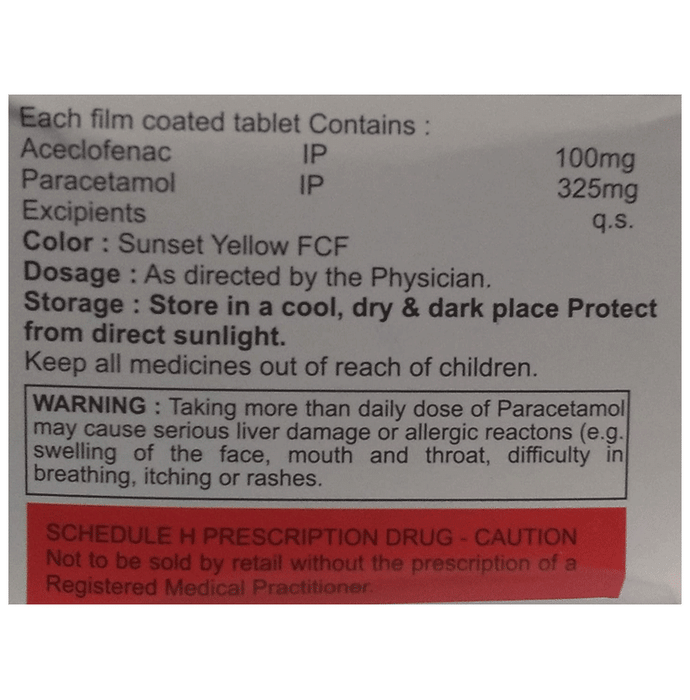 Each film coated tablet Contains :
Aceclofenac IP 100mg
Paracetamol IP 325mg
Excipients q.s.
Color : Sunset Yellow FCF
Dosage : As directed by the Physician.
Storage : Store in a cool, dry & dark place Protect
from direct sunlight.
Keep all medicines out of reach of children.
WARNING : Taking more than daily dose of Paracetamol
may cause serious liver damage or allergic reactons (e.g.
swelling of the face, mouth and throat, difficulty in
breathing, itching or rashes.
SCHEDULE H PRESCRIPTION DRUG - CAUTION
Not to be sold by retail without the prescription of a
Registered Medical Practitioner.